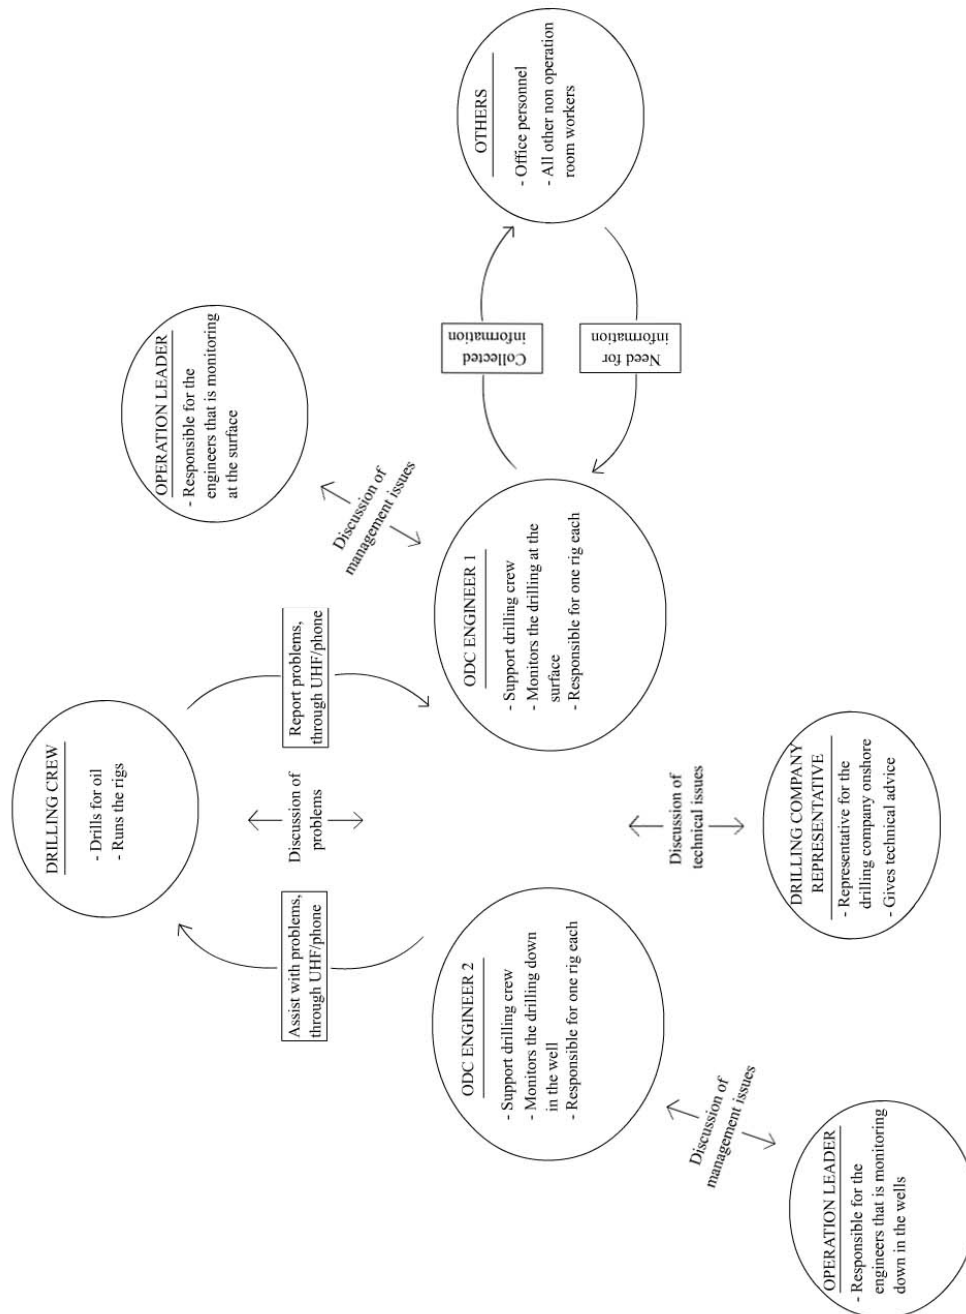 DRILLING CREW
- Drills for oil
- Runs the rigs
Assist with problems,
through UHF/phone
Discussion of
problems
Report problems,
through UHF/phone
OPERATION LEADER
- Responsible for the
engineers that is monitoring
at the surface
Discussion of
management issues
ODC ENGINEER 2
- Support drilling crew
- Monitors the drilling down
in the well
- Responsible for one rig each
ODC ENGINEER 1
- Support drilling crew
- Monitors the drilling at the
surface
- Responsible for one rig each
Collected
information
Need for
information
OTHERS
- Office personnel
- All other non operation
room workers
Discussion of
management issues
Discussion of
technical issues
OPERATION LEADER
- Responsible for the
engineers that is monitoring
down in the wells
DRILLING COMPANY
REPRESENTATIVE
- Representative for the
drilling company onshore
- Gives technical advice